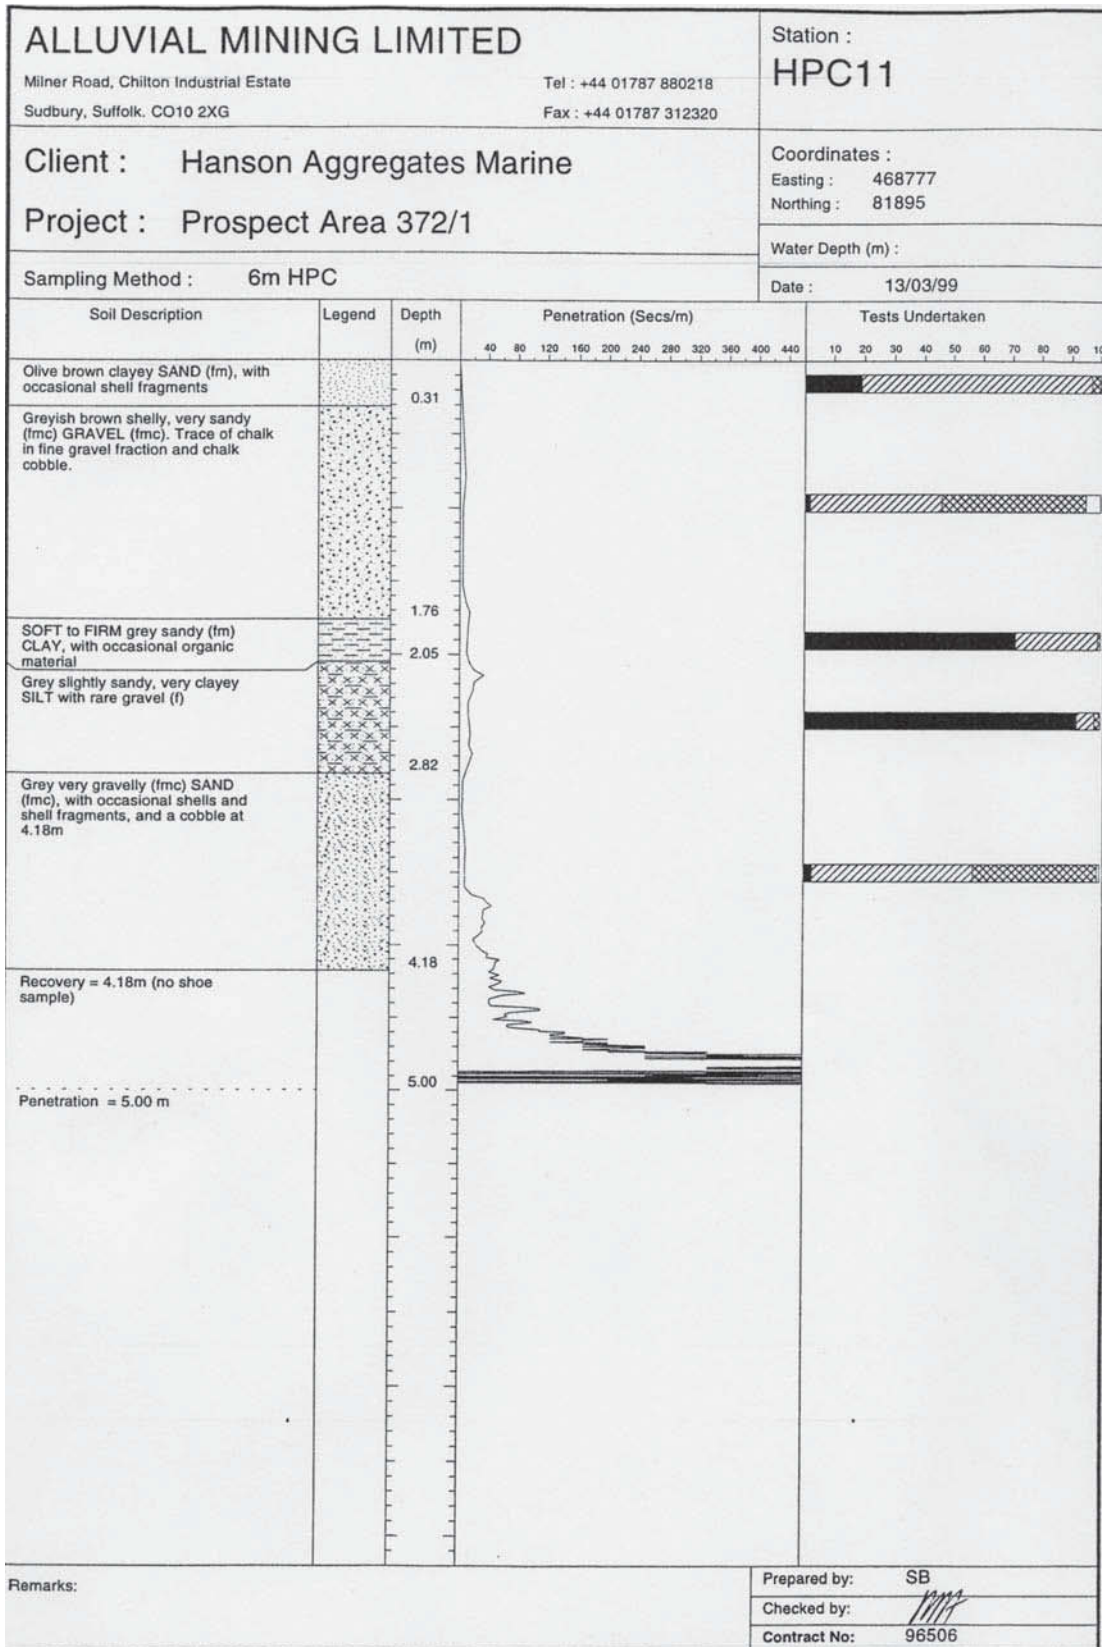 ALLUVIAL MINING LIMITED
Milner Road, Chilton Industrial Estate
Tel : +44 01787 880218
Sudbury, Suffolk. CO10 2XG
Fax : +44 01787 312320
Station :
HPC11
Client : Hanson Aggregates Marine
Project : Prospect Area 372/1
Coordinates :
Easting : 468777
Northing : 81895
Water Depth (m) :
Sampling Method : 6m HPC
Date : 13/03/99
Soil Description
Legend
Depth
(m)
Penetration (Secs/m)
40 80 120 160 200 240 280 320 360 400 440
Tests Undertaken
10 20 30 40 50 60 70 80 90 10
Olive brown clayey SAND (fm), with
occasional shell fragments
0.31
Greyish brown shelly, very sandy
(fmc) GRAVEL (fmc). Trace of chalk
in fine gravel fraction and chalk
cobble.
1.76
SOFT to FIRM grey sandy (fm)
CLAY, with occasional organic
material
2.05
Grey slightly sandy, very clayey
SILT with rare gravel (f)
2.82
Grey very gravelly (fmc) SAND
(fmc), with occasional shells and
shell fragments, and a cobble at
4.18m
4.18
Recovery = 4.18m (no shoe
sample)
5.00
Penetration = 5.00 m
Remarks:
Prepared by: SB
Checked by:
Contract No: 96506